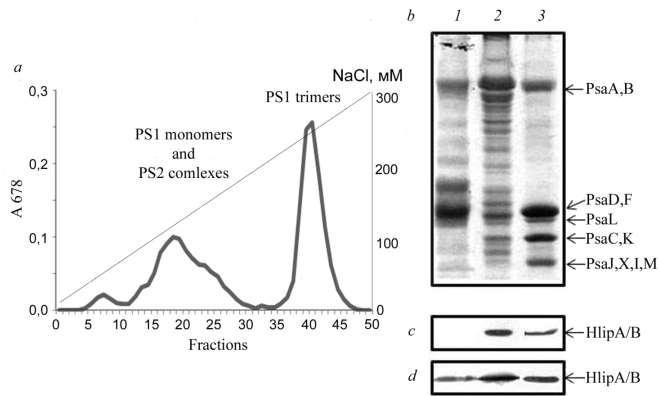 a
NaCl, мМ
0,3
0,2
0,1
0,0
A 678
PS1 monomers
and
PS2 comlexes
PS1 trimers
300
200
100
0
0 5 10 15 20 25 30 35 40 45 50
Fractions
b 1 2 3
PsaA,B
PsaD,F
PsaL
PsaC,K
PsaJ,X,I,M
c
HlipA/B
d
HlipA/B